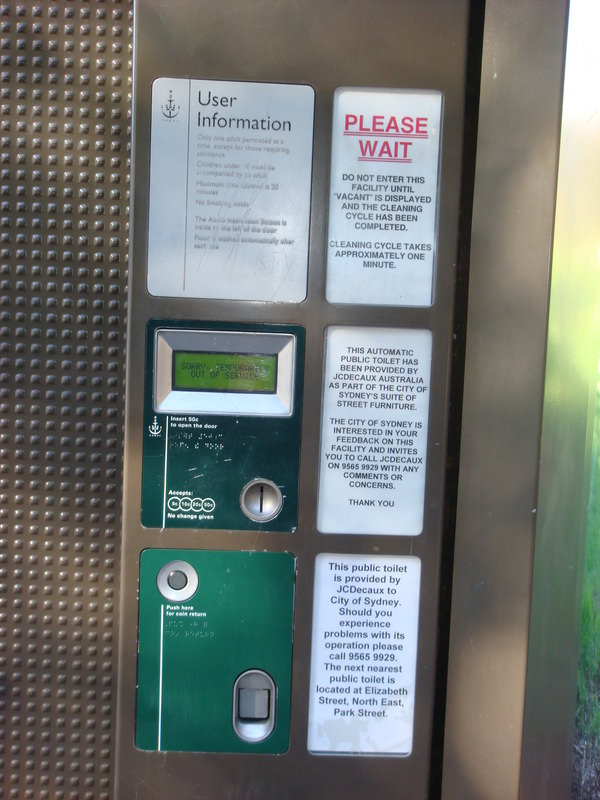 User
Information
Only one adult permitted at a
time, except for those requiring
assistance
Children under 10 must be
accompanied by an adult
Maximum time allowed is 20
minutes
No Smoking inside
The Audio Instruction Button is
inside to the left of the door
Floor is washed automatically after
each use
PLEASE
WAIT
DO NOT ENTER THIS
FACILITY UNTIL
'VACANT' IS DISPLAYED
AND THE CLEANING
CYCLE HAS BEEN
COMPLETED.
CLEANING CYCLE TAKES
APPROXIMATELY ONE
MINUTE.
SORRY, TEMPORARILY
OUT OF SERVICE
Insert 50c
to open the door
Accepts:
5c 10c 20c 50c
No change given
THIS AUTOMATIC
PUBLIC TOILET HAS
BEEN PROVIDED BY
JCDECAUX AUSTRALIA
AS PART OF THE CITY OF
SYDNEY'S SUITE OF
STREET FURNITURE.
THE CITY OF SYDNEY IS
INTERESTED IN YOUR
FEEDBACK ON THIS
FACILITY AND INVITES
YOU TO CALL JCDECAUX
ON 9565 9929 WITH ANY
COMMENTS OR
CONCERNS.
THANK YOU
Push here
for coin return
This public toilet
is provided by
JCDecaux to
City of Sydney.
Should you
experience
problems with its
operation please
call 9565 9929.
The next nearest
public toilet is
located at Elizabeth
Street, North East,
Park Street.